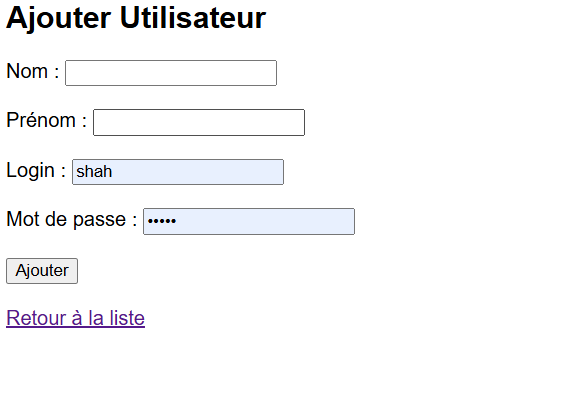 Ajouter Utilisateur
Nom :
Prénom :
Login : shah
Mot de passe : •••••
Ajouter
Retour à la liste